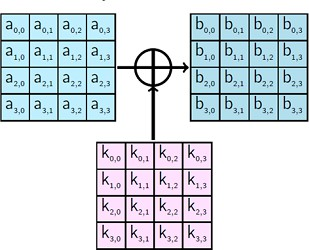 a0,0 a0,1 a0,2 a0,3 b0,0 b0,1 b0,2 b0,3
a1,0 a1,1 a1,2 a1,3 b1,0 b1,1 b1,2 b1,3
a2,0 a2,1 a2,2 a2,3 b2,0 b2,1 b2,2 b2,3
a3,0 a3,1 a3,2 a3,3 b3,0 b3,1 b3,2 b3,3
k0,0 k0,1 k0,2 k0,3
k1,0 k1,1 k1,2 k1,3
k2,0 k2,1 k2,2 k2,3
k3,0 k3,1 k3,2 k3,3